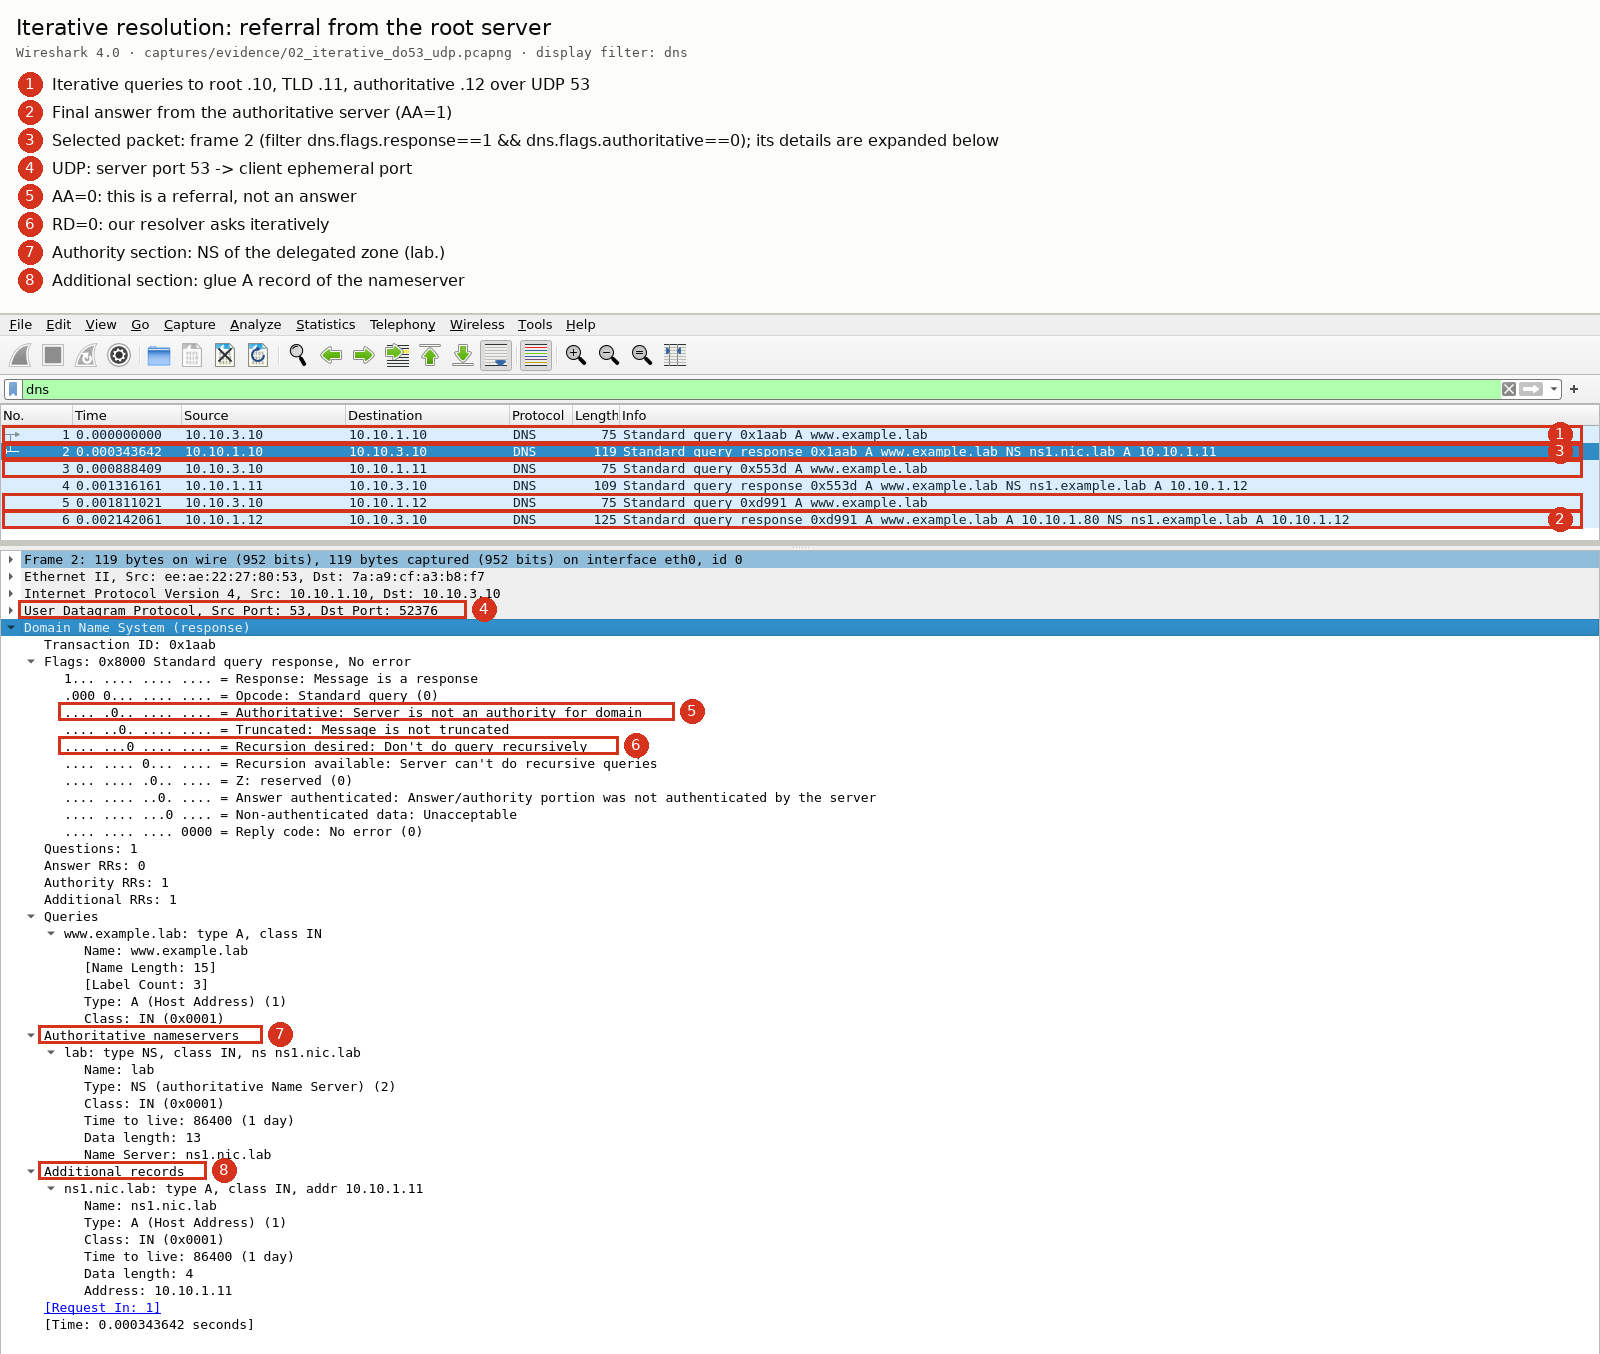 Iterative resolution: referral from the root server
Wireshark 4.0 · captures/evidence/02_iterative_do53_udp.pcapng · display filter: dns
1 Iterative queries to root .10, TLD .11, authoritative .12 over UDP 53
2 Final answer from the authoritative server (AA=1)
3 Selected packet: frame 2 (filter dns.flags.response==1 && dns.flags.authoritative==0); its details are expanded below
4 UDP: server port 53 -> client ephemeral port
5 AA=0: this is a referral, not an answer
6 RD=0: our resolver asks iteratively
7 Authority section: NS of the delegated zone (lab.)
8 Additional section: glue A record of the nameserver
File Edit View Go Capture Analyze Statistics Telephony Wireless Tools Help
dns
No. Time Source Destination Protocol Length Info
1 0.000000000 10.10.3.10 10.10.1.10 DNS 75 Standard query 0x1aab A www.example.lab 1
2 0.000343642 10.10.1.10 10.10.3.10 DNS 119 Standard query response 0x1aab A www.example.lab NS ns1.nic.lab A 10.10.1.11 3
3 0.000888409 10.10.3.10 10.10.1.11 DNS 75 Standard query 0x553d A www.example.lab
4 0.001316161 10.10.1.11 10.10.3.10 DNS 109 Standard query response 0x553d A www.example.lab NS ns1.example.lab A 10.10.1.12
5 0.001811021 10.10.3.10 10.10.1.12 DNS 75 Standard query 0xd991 A www.example.lab
6 0.002142061 10.10.1.12 10.10.3.10 DNS 125 Standard query response 0xd991 A www.example.lab A 10.10.1.80 NS ns1.example.lab A 10.10.1.12 2
Frame 2: 119 bytes on wire (952 bits), 119 bytes captured (952 bits) on interface eth0, id 0
Ethernet II, Src: ee:ae:22:27:80:53, Dst: 7a:a9:cf:a3:b8:f7
Internet Protocol Version 4, Src: 10.10.1.10, Dst: 10.10.3.10
User Datagram Protocol, Src Port: 53, Dst Port: 52376 4
Domain Name System (response)
Transaction ID: 0x1aab
Flags: 0x8000 Standard query response, No error
1... .... .... .... = Response: Message is a response
.000 0... .... .... = Opcode: Standard query (0)
.... .0.. .... .... = Authoritative: Server is not an authority for domain 5
.... ..0. .... .... = Truncated: Message is not truncated
.... ...0 .... .... = Recursion desired: Don't do query recursively 6
.... .... 0... .... = Recursion available: Server can't do recursive queries
.... .... .0.. .... = Z: reserved (0)
.... .... ..0. .... = Answer authenticated: Answer/authority portion was not authenticated by the server
.... .... ...0 .... = Non-authenticated data: Unacceptable
.... .... .... 0000 = Reply code: No error (0)
Questions: 1
Answer RRs: 0
Authority RRs: 1
Additional RRs: 1
Queries
www.example.lab: type A, class IN
Name: www.example.lab
[Name Length: 15]
[Label Count: 3]
Type: A (Host Address) (1)
Class: IN (0x0001)
Authoritative nameservers 7
lab: type NS, class IN, ns ns1.nic.lab
Name: lab
Type: NS (authoritative Name Server) (2)
Class: IN (0x0001)
Time to live: 86400 (1 day)
Data length: 13
Name Server: ns1.nic.lab
Additional records 8
ns1.nic.lab: type A, class IN, addr 10.10.1.11
Name: ns1.nic.lab
Type: A (Host Address) (1)
Class: IN (0x0001)
Time to live: 86400 (1 day)
Data length: 4
Address: 10.10.1.11
[Request In: 1]
[Time: 0.000343642 seconds]